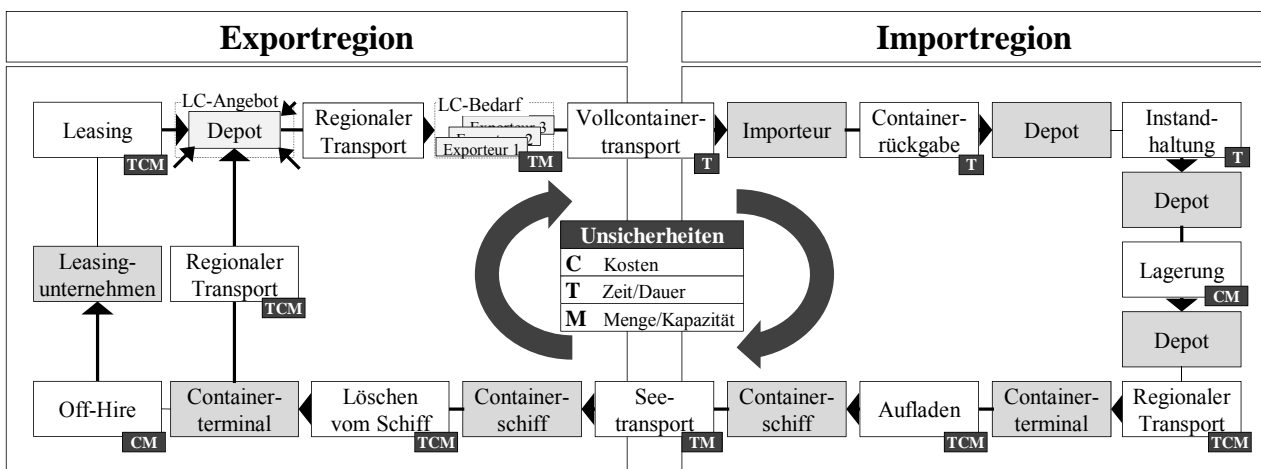 Exportregion
Importregion
LC-Angebot
LC-Bedarf
Leasing
TCM
Depot
Regionaler
Transport
Exporteur 3
Exporteur 2
Exporteur 1
TM
Vollcontainer-
transport
T
Importeur
Container-
rückgabe
T
Depot
Instand-
haltung
T
Depot
Leasing-
unternehmen
Regionaler
Transport
TCM
Unsicherheiten
C Kosten
T Zeit/Dauer
M Menge/Kapazität
Lagerung
CM
Depot
Off-Hire
CM
Container-
terminal
Löschen
vom Schiff
TCM
Container-
schiff
See-
transport
TM
Container-
schiff
Aufladen
TCM
Container-
terminal
Regionaler
Transport
TCM